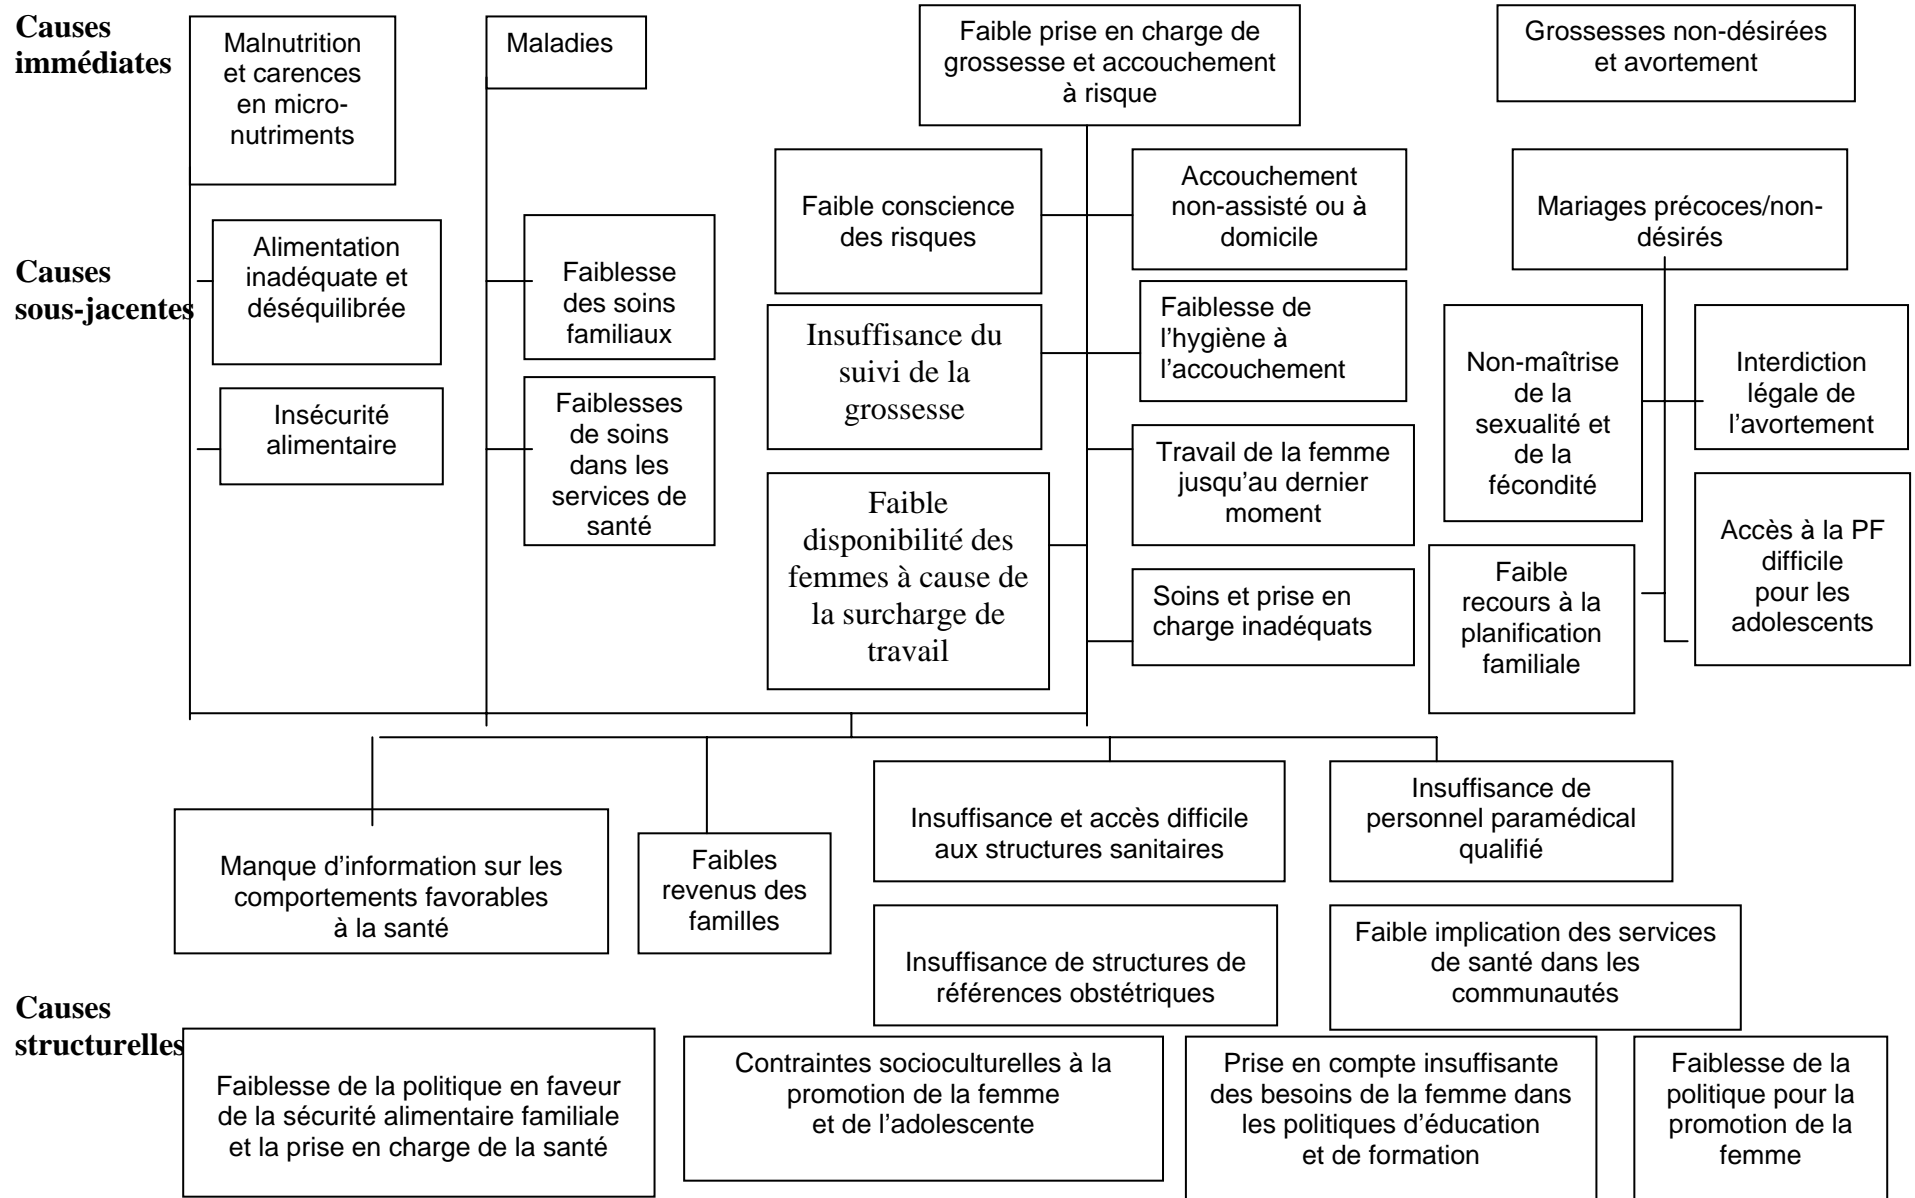 Causes
immédiates
Malnutrition
et carences
en micro-
nutriments
Maladies
Faible prise en charge de
grossesse et accouchement
à risque
Grossesses non-désirées
et avortement
Causes
sous-jacentes
Alimentation
inadéquate et
déséquilibrée
Insécurité
alimentaire
Faiblesse
des soins
familiaux
Faiblesses
de soins
dans les
services de
santé
Faible conscience
des risques
Accouchement
non-assisté ou à
domicile
Insuffisance du
suivi de la
grossesse
Faiblesse de
l’hygiène à
l’accouchement
Faible
disponibilité des
femmes à cause de
la surcharge de
travail
Travail de la femme
jusqu’au dernier
moment
Soins et prise en
charge inadéquats
Mariages précoces/non-
désirés
Non-maîtrise
de la
sexualité et
de la
fécondité
Interdiction
légale de
l’avortement
Faible
recours à la
planification
familiale
Accès à la PF
difficile
pour les
adolescents
Manque d’information sur les
comportements favorables
à la santé
Faibles
revenus des
familles
Insuffisance et accès difficile
aux structures sanitaires
Insuffisance de
personnel paramédical
qualifié
Insuffisance de structures de
références obstétriques
Faible implication des services
de santé dans les
communautés
Causes
structurelles
Faiblesse de la politique en faveur
de la sécurité alimentaire familiale
et la prise en charge de la santé
Contraintes socioculturelles à la
promotion de la femme
et de l’adolescente
Prise en compte insuffisante
des besoins de la femme dans
les politiques d’éducation
et de formation
Faiblesse de la
politique pour la
promotion de la
femme